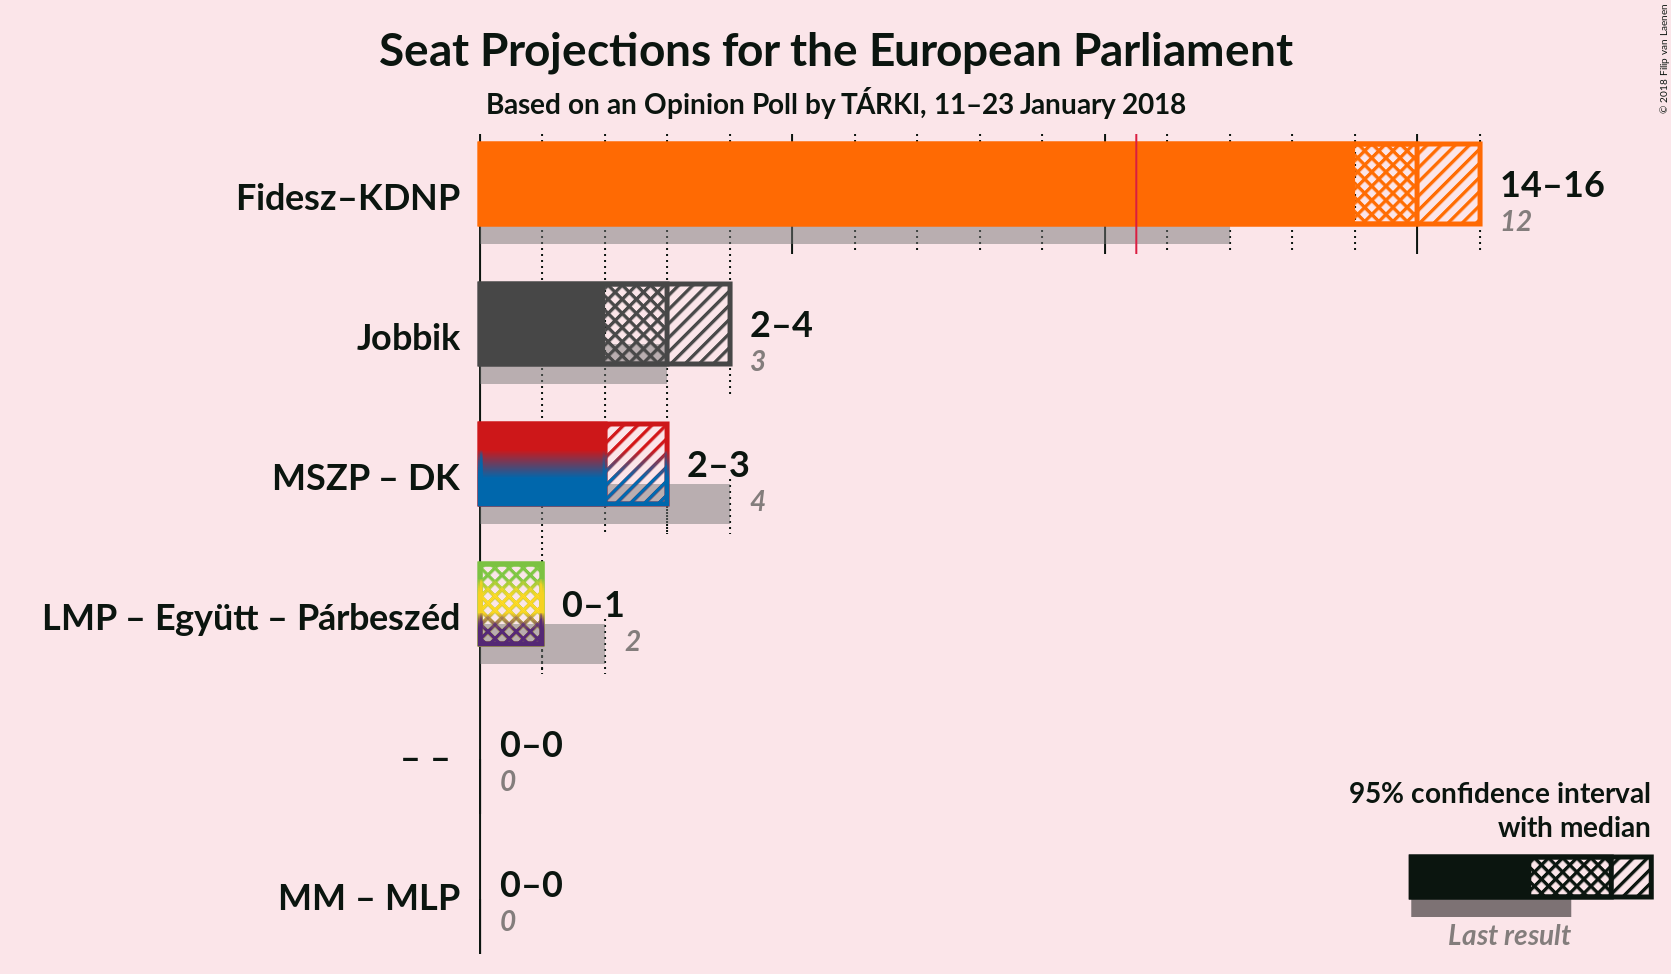 Seat Projections for the European Parliament
Based on an Opinion Poll by TÁRKI, 11–23 January 2018
© 2018 Filip van Laenen
Fidesz–KDNP
14–16
12
Jobbik
2–4
3
MSZP – DK
2–3
4
LMP – Együtt – Párbeszéd
0–1
2
– –
0–0
0
MM – MLP
0–0
0
95% confidence interval
with median
Last result